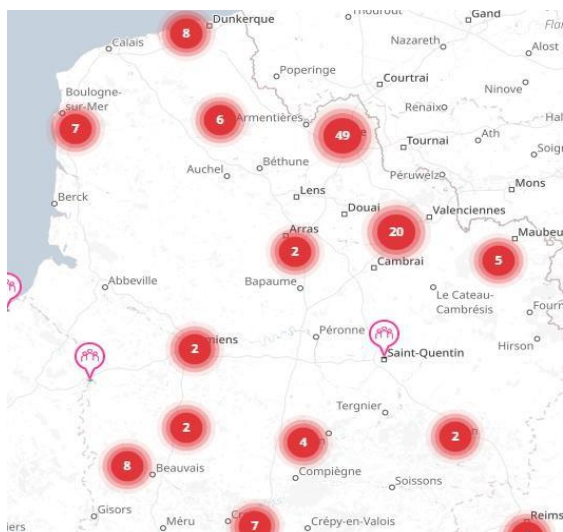 Thourout
Gand
8
Dunkerque
Calais
Nazareth
Alost
Poperinge
Courtrai
Ninove
Boulogne-
sur-Mer
Renaix
7
6
Armentières
49
Ath
Tournai
Auchel
Béthune
Péruwelz
Mons
Lens
Berck
Douai
Valenciennes
Arras
20
2
Cambrai
5
Abbeville
Bapaume
Le Cateau-
Cambrésis
Péronne
Hirson
2
Saint-Quentin
Tergnier
2
4
2
8
Beauvais
Compiègne
Soissons
Gisors
Méru
7
Crépy-en-Valois
Reims